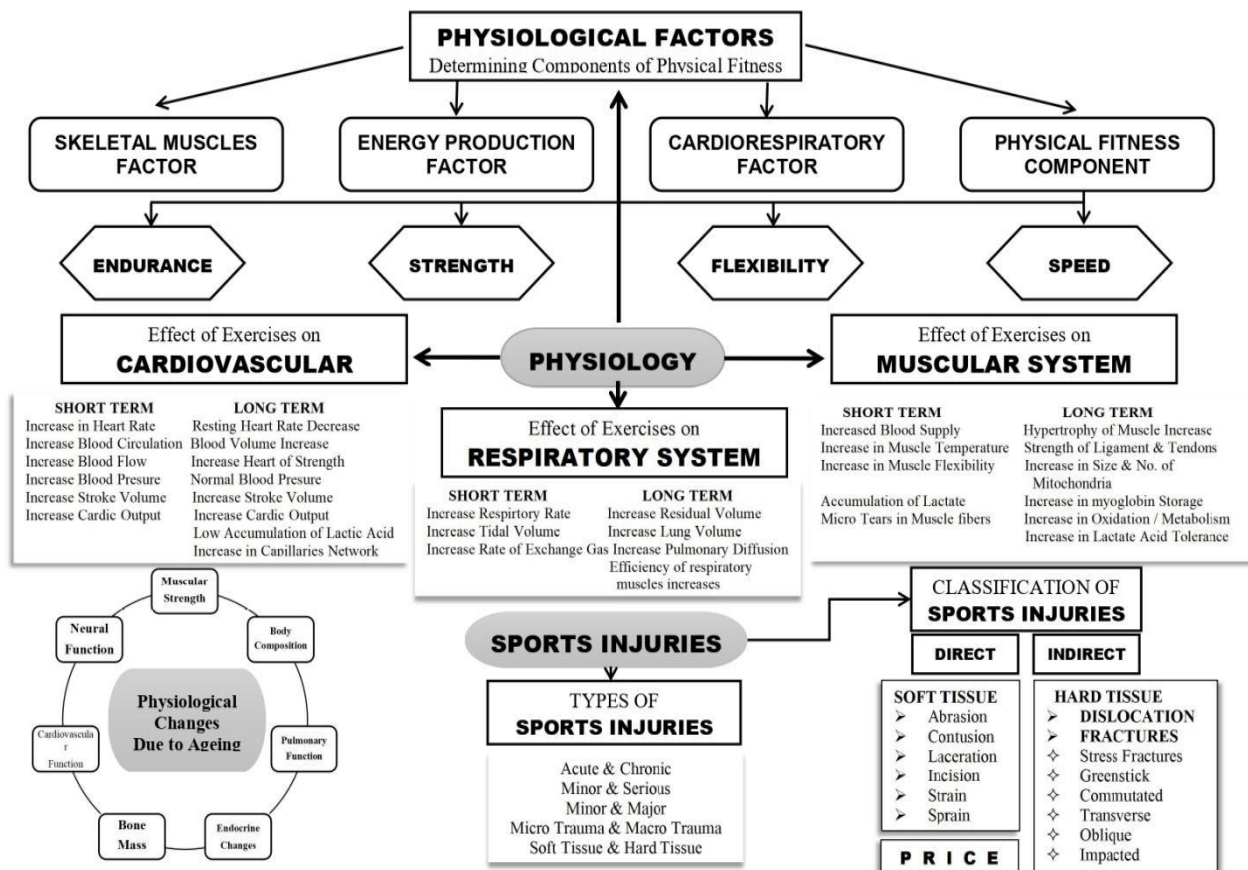 PHYSIOLOGICAL FACTORS
Determining Components of Physical Fitness
SKELETAL MUSCLES
FACTOR
ENERGY PRODUCTION
FACTOR
CARDIORESPIRATORY
FACTOR
PHYSICAL FITNESS
COMPONENT
ENDURANCE
STRENGTH
FLEXIBILITY
SPEED
Effect of Exercises on
CARDIOVASCULAR
PHYSIOLOGY
Effect of Exercises on
MUSCULAR SYSTEM
SHORT TERM
Increase in Heart Rate
Increase Blood Circulation
Increase Blood Flow
Increase Blood Presure
Increase Stroke Volume
Increase Cardic Output
LONG TERM
Resting Heart Rate Decrease
Blood Volume Increase
Increase Heart of Strength
Normal Blood Presure
Increase Stroke Volume
Increase Cardic Output
Low Accumulation of Lactic Acid
Increase in Capillaries Network
Effect of Exercises on
RESPIRATORY SYSTEM
SHORT TERM
Increase Respirtory Rate
Increase Tidal Volume
Increase Rate of Exchange Gas
LONG TERM
Increase Residual Volume
Increase Lung Volume
Increase Pulmonary Diffusion
Efficiency of respiratory
muscles increases
SHORT TERM
Increased Blood Supply
Increase in Muscle Temperature
Increase in Muscle Flexibility
Accumulation of Lactate
Micro Tears in Muscle fibers
LONG TERM
Hypertrophy of Muscle Increase
Strength of Ligament & Tendons
Increase in Size & No. of
Mitochondria
Increase in myoglobin Storage
Increase in Oxidation / Metabolism
Increase in Lactate Acid Tolerance
Muscular
Strength
Neural
Function
Body
Composition
Physiological
Changes
Due to Ageing
Cardiovascula
r
Function
Pulmonary
Function
Bone
Mass
Endocrine
Changes
SPORTS INJURIES
TYPES OF
SPORTS INJURIES
Acute & Chronic
Minor & Serious
Minor & Major
Micro Trauma & Macro Trauma
Soft Tissue & Hard Tissue
CLASSIFICATION OF
SPORTS INJURIES
DIRECT
INDIRECT
SOFT TISSUE
➢ Abrasion
➢ Contusion
➢ Laceration
➢ Incision
➢ Strain
➢ Sprain
P R I C E
HARD TISSUE
➢ DISLOCATION
➢ FRACTURES
✧ Stress Fractures
✧ Greenstick
✧ Commutated
✧ Transverse
✧ Oblique
✧ Impacted